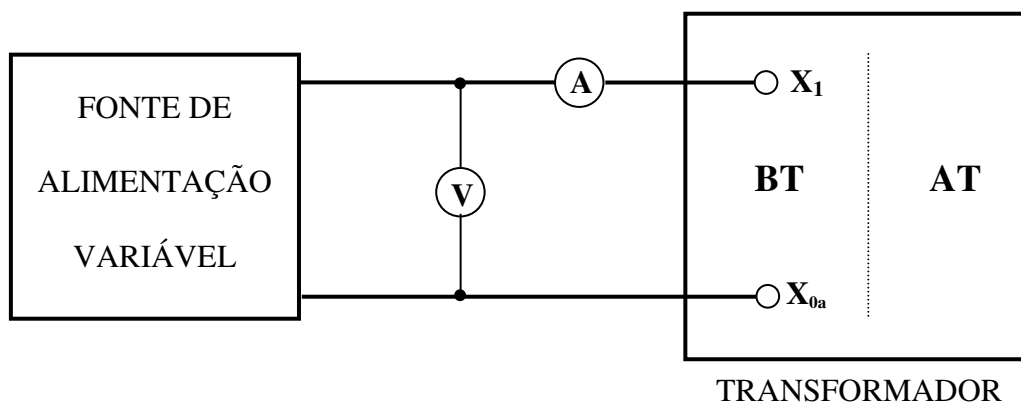 FONTE DE
ALIMENTAÇÃO
VARIÁVEL
V
A
X1
BT
AT
X0a
TRANSFORMADOR